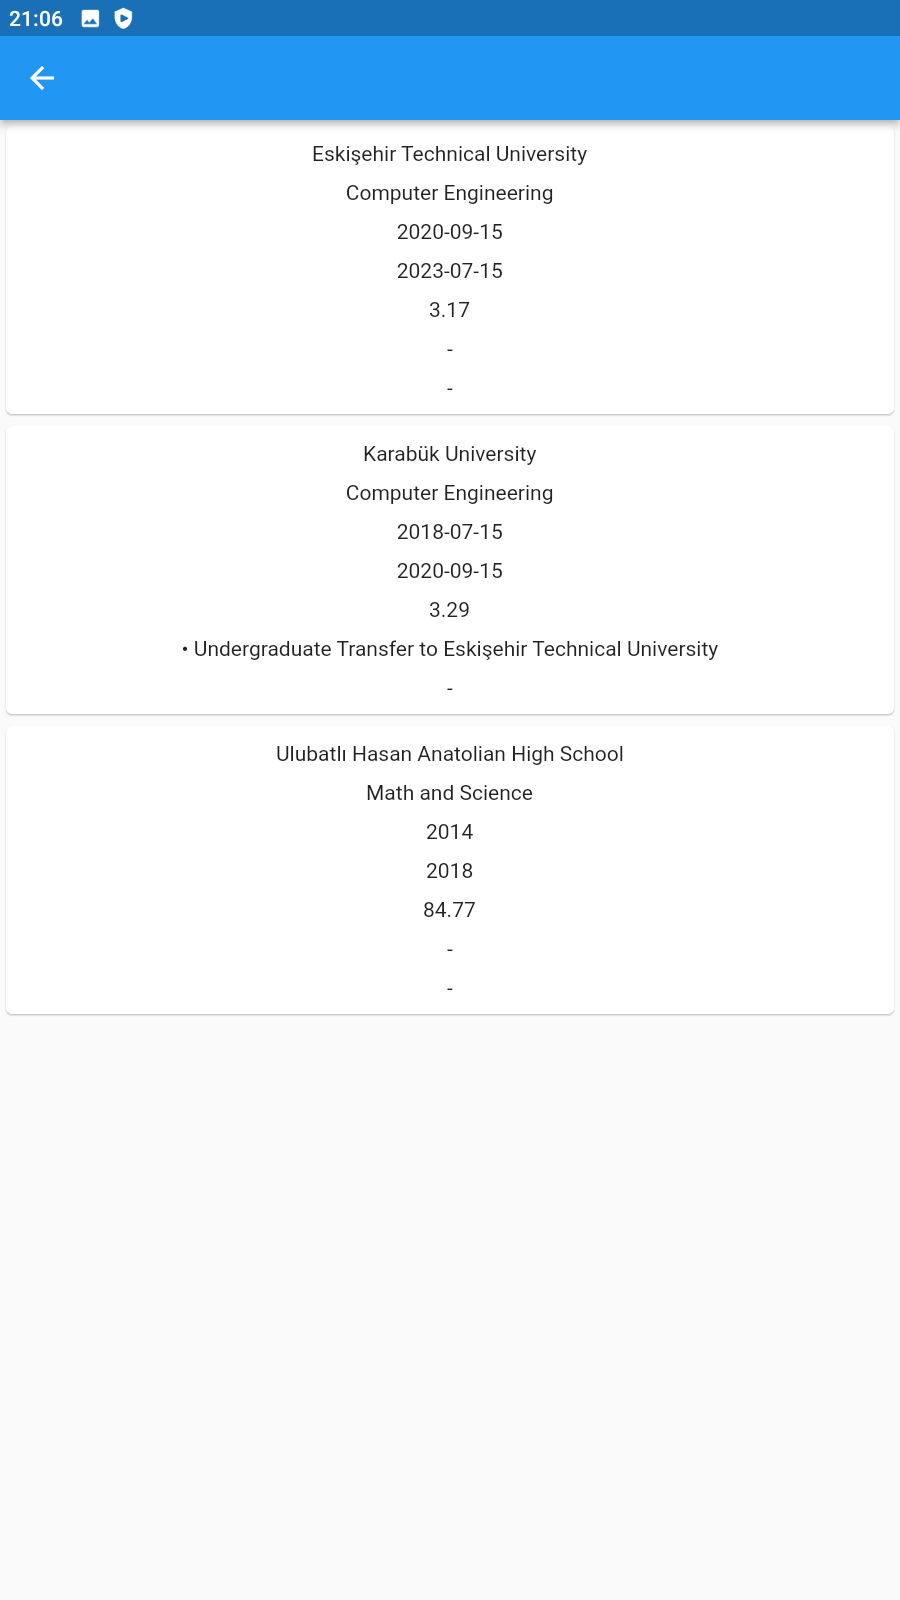 21:06
Eskişehir Technical University
Computer Engineering
2020-09-15
2023-07-15
3.17
-
-
Karabük University
Computer Engineering
2018-07-15
2020-09-15
3.29
• Undergraduate Transfer to Eskişehir Technical University
-
Ulubatlı Hasan Anatolian High School
Math and Science
2014
2018
84.77
-
-